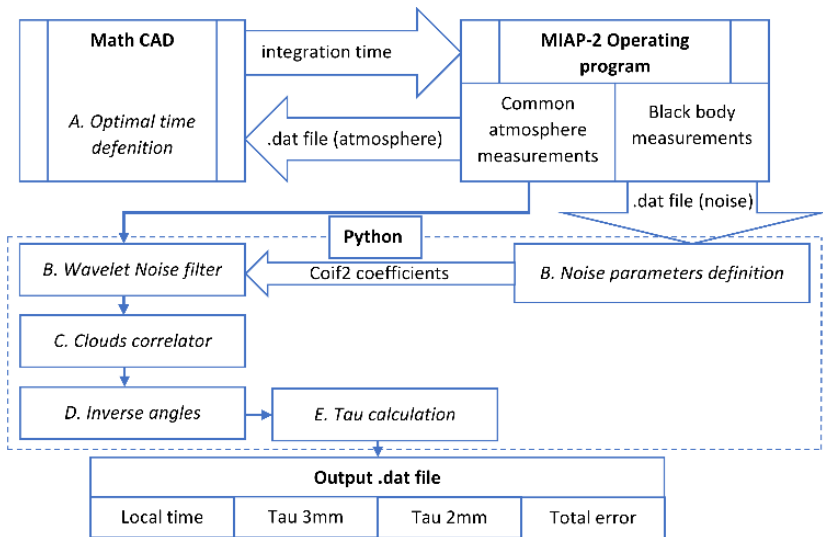 Math CAD
A. Optimal time
defenition
integration time
.dat file (atmosphere)
MIAP-2 Operating
program
Common
atmosphere
measurements
Black body
measurements
.dat file (noise)
Python
B. Wavelet Noise filter
Coif2 coefficients
B. Noise parameters definition
C. Clouds correlator
D. Inverse angles
E. Tau calculation
Output .dat file
Local time
Tau 3mm
Tau 2mm
Total error